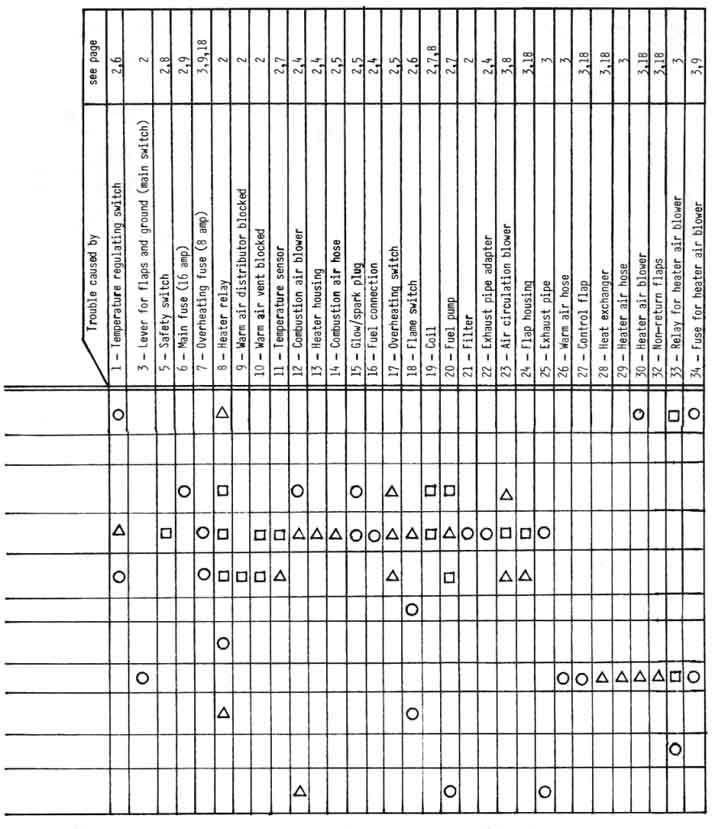 Trouble caused by see page
1 - Temperature regulating switch 2,6
3 - Lever for flaps and ground (main switch) 2
5 - Safety switch 2,8
6 - Main fuse (16 amp) 2,9
7 - Overheating fuse (8 amp) 3,9,18
8 - Heater relay 2
9 - Warm air distributor blocked 2
10 - Warm air vent blocked 2
11 - Temperature sensor 2,7
12 - Combustion air blower 2,4
13 - Heater housing 2,4
14 - Combustion air hose 2,5
15 - Glow/spark plug 2,5
16 - Fuel connection 2,4
17 - Overheating switch 2,5
18 - Flame switch 2,6
19 - Coil 2,7,8
20 - Fuel pump 2,7
21 - Filter 2
22 - Exhaust pipe adapter 2,4
23 - Air circulation blower 3,8
24 - Flap housing 3,18
25 - Exhaust pipe 3
26 - Warm air hose 3
27 - Control flap 3,18
28 - Heat exchanger 3,18
29 - Heater air hose 3
30 - Heater air blower 3,18
32 - Non-return flaps 3,18
33 - Relay for heater air blower 3
34 - Fuse for heater air blower 3,9